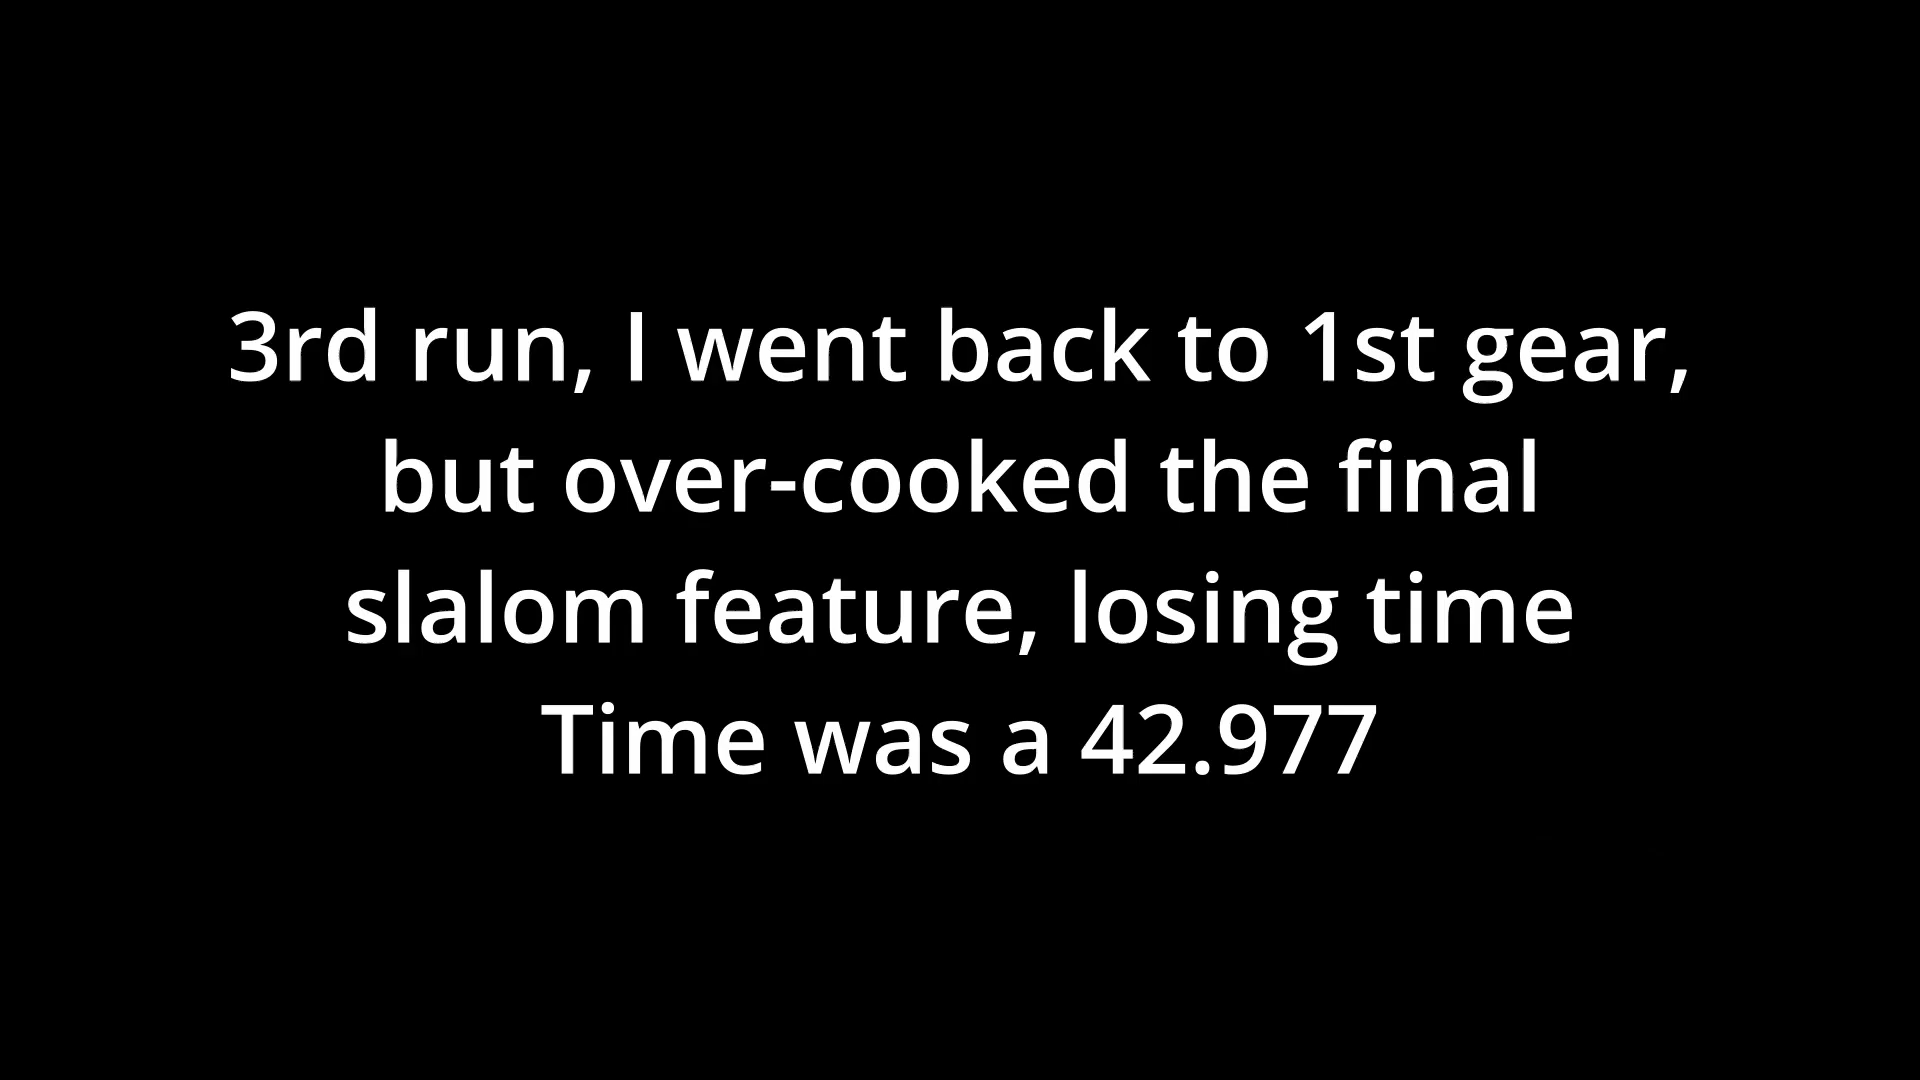 3rd run, I went back to 1st gear,
but over-cooked the final
slalom feature, losing time
Time was a 42.977